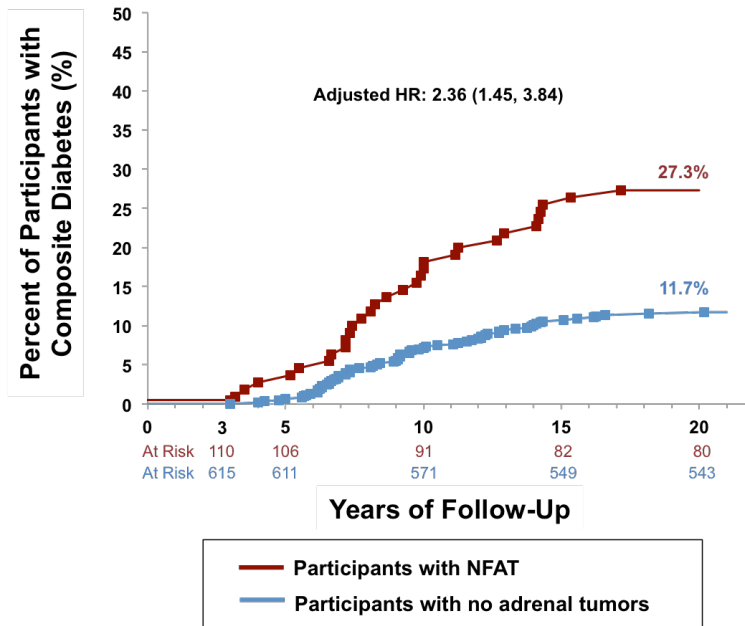 Percent of Participants with
Composite Diabetes (%)
50
45
40
35
30
25
20
15
10
5
0
Adjusted HR: 2.36 (1.45, 3.84)
27.3%
11.7%
0 3 5 10 15 20
At Risk 110 106 91 82 80
At Risk 615 611 571 549 543
Years of Follow-Up
Participants with NFAT
Participants with no adrenal tumors